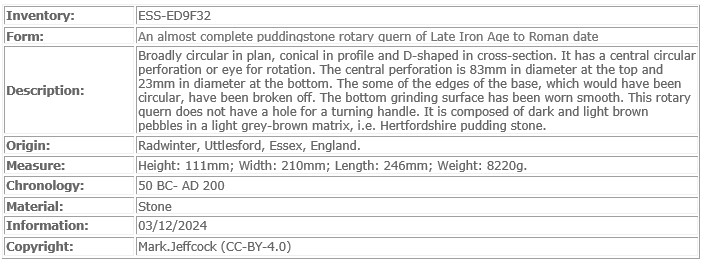 Inventory: ESS-ED9F32
Form: An almost complete puddingstone rotary quern of Late Iron Age to Roman date
Description: Broadly circular in plan, conical in profile and D-shaped in cross-section. It has a central circular
perforation or eye for rotation. The central perforation is 83mm in diameter at the top and
23mm in diameter at the bottom. The some of the edges of the base, which would have been
circular, have been broken off. The bottom grinding surface has been worn smooth. This rotary
quern does not have a hole for a turning handle. It is composed of dark and light brown
pebbles in a light grey-brown matrix, i.e. Hertfordshire pudding stone.
Origin: Radwinter, Uttlesford, Essex, England.
Measure: Height: 111mm; Width: 210mm; Length: 246mm; Weight: 8220g.
Chronology: 50 BC- AD 200
Material: Stone
Information: 03/12/2024
Copyright: Mark.Jeffcock (CC-BY-4.0)